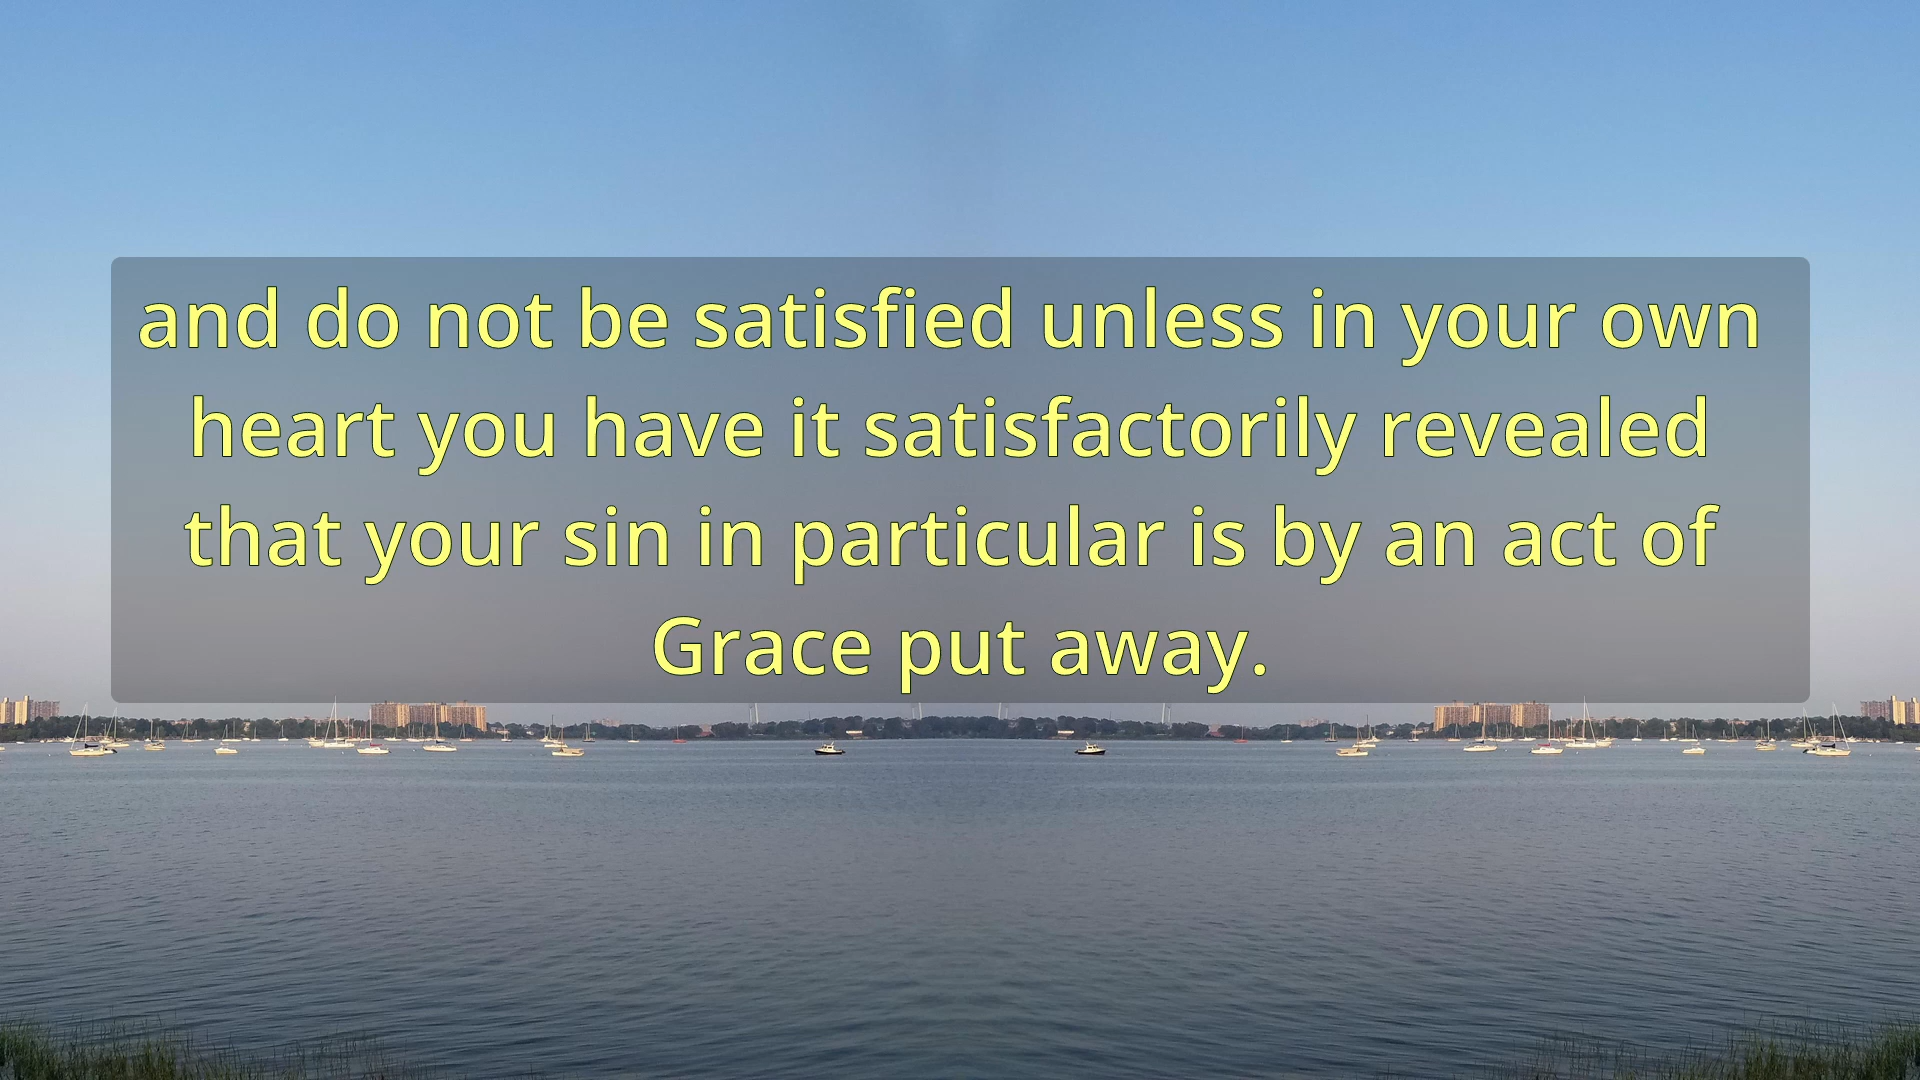 and do not be satisfied unless in your own
heart you have it satisfactorily revealed
that your sin in particular is by an act of
Grace put away.